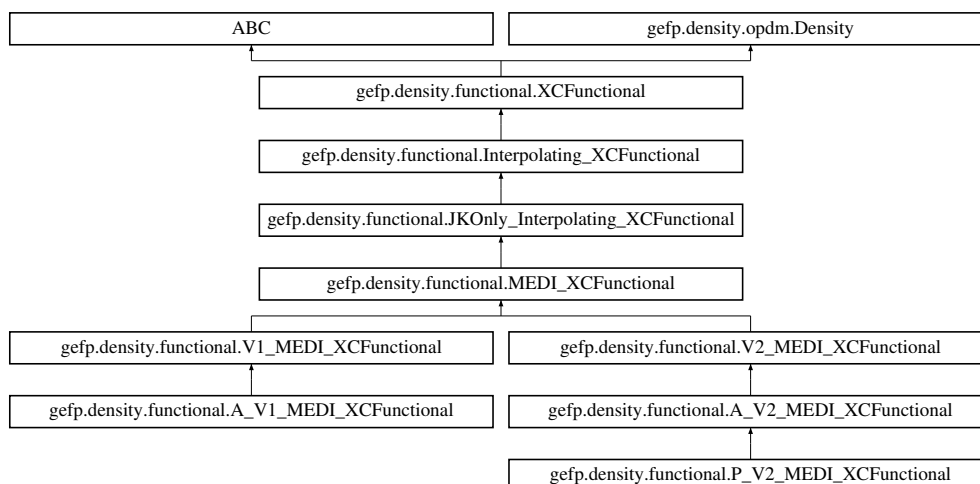 ABC
gefp.density.opdm.Density
gefp.density.functional.XCFunctional
gefp.density.functional.Interpolating_XCFunctional
gefp.density.functional.JKOnly_Interpolating_XCFunctional
gefp.density.functional.MEDI_XCFunctional
gefp.density.functional.V1_MEDI_XCFunctional
gefp.density.functional.V2_MEDI_XCFunctional
gefp.density.functional.A_V1_MEDI_XCFunctional
gefp.density.functional.A_V2_MEDI_XCFunctional
gefp.density.functional.P_V2_MEDI_XCFunctional